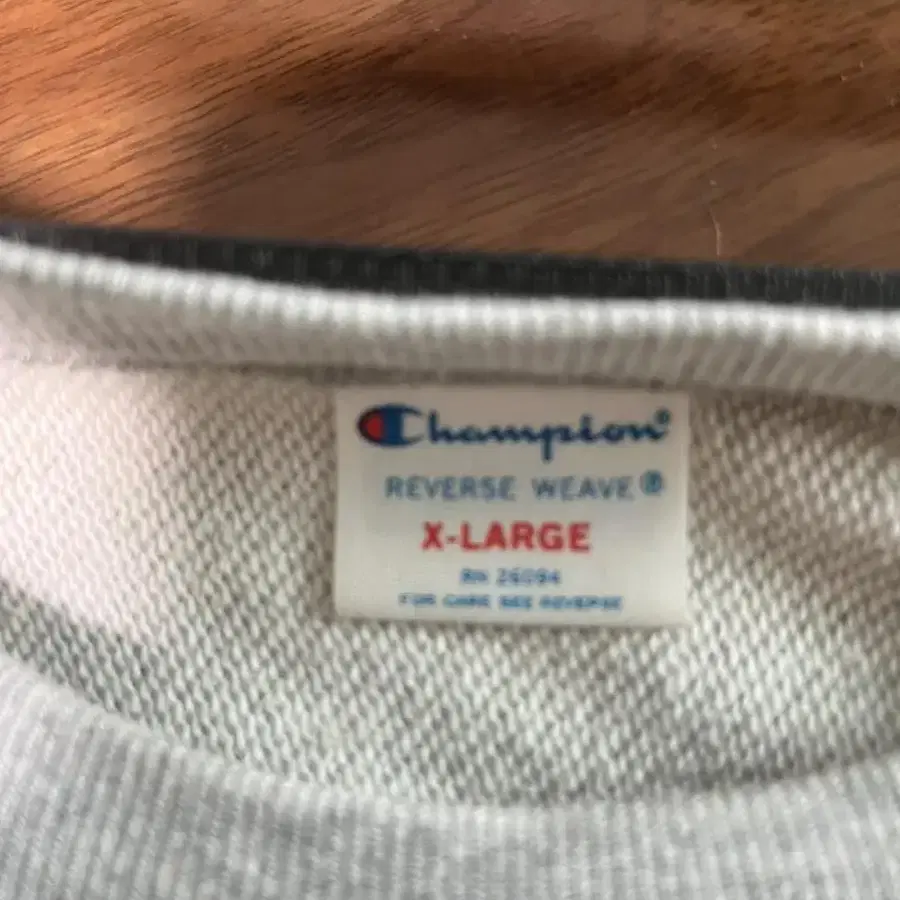 Champion®
REVERSE WEAVE®
X-LARGE
RN 26094
FOR CARE SEE REVERSE